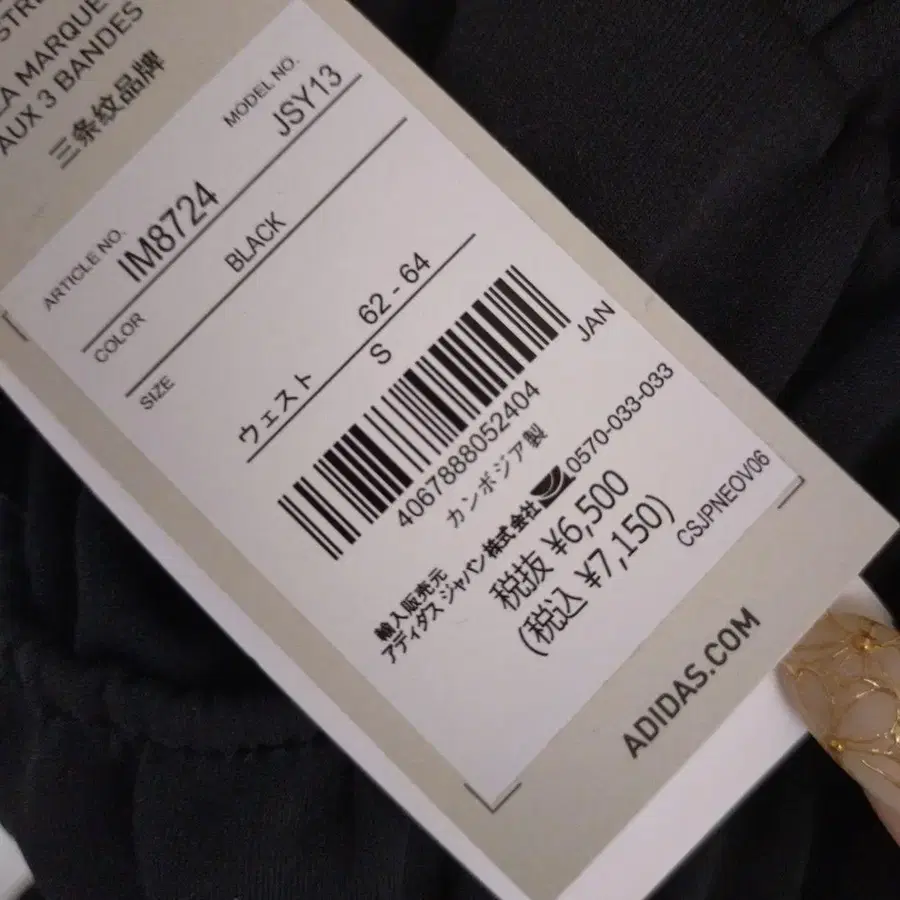 LA MARQUE
AUX 3 BANDES
三条纹品牌
ARTICLE NO.
IM8724
MODEL NO.
JSY13
COLOR
BLACK
SIZE
ウェスト
62 - 64
S
4067888052404
JAN
カンボジア製
輸入販売元
アディダス ジャパン株式会社
0570-033-033
税抜 ¥6,500
(税込 ¥7,150)
CSJPNEOV06
ADIDAS.COM